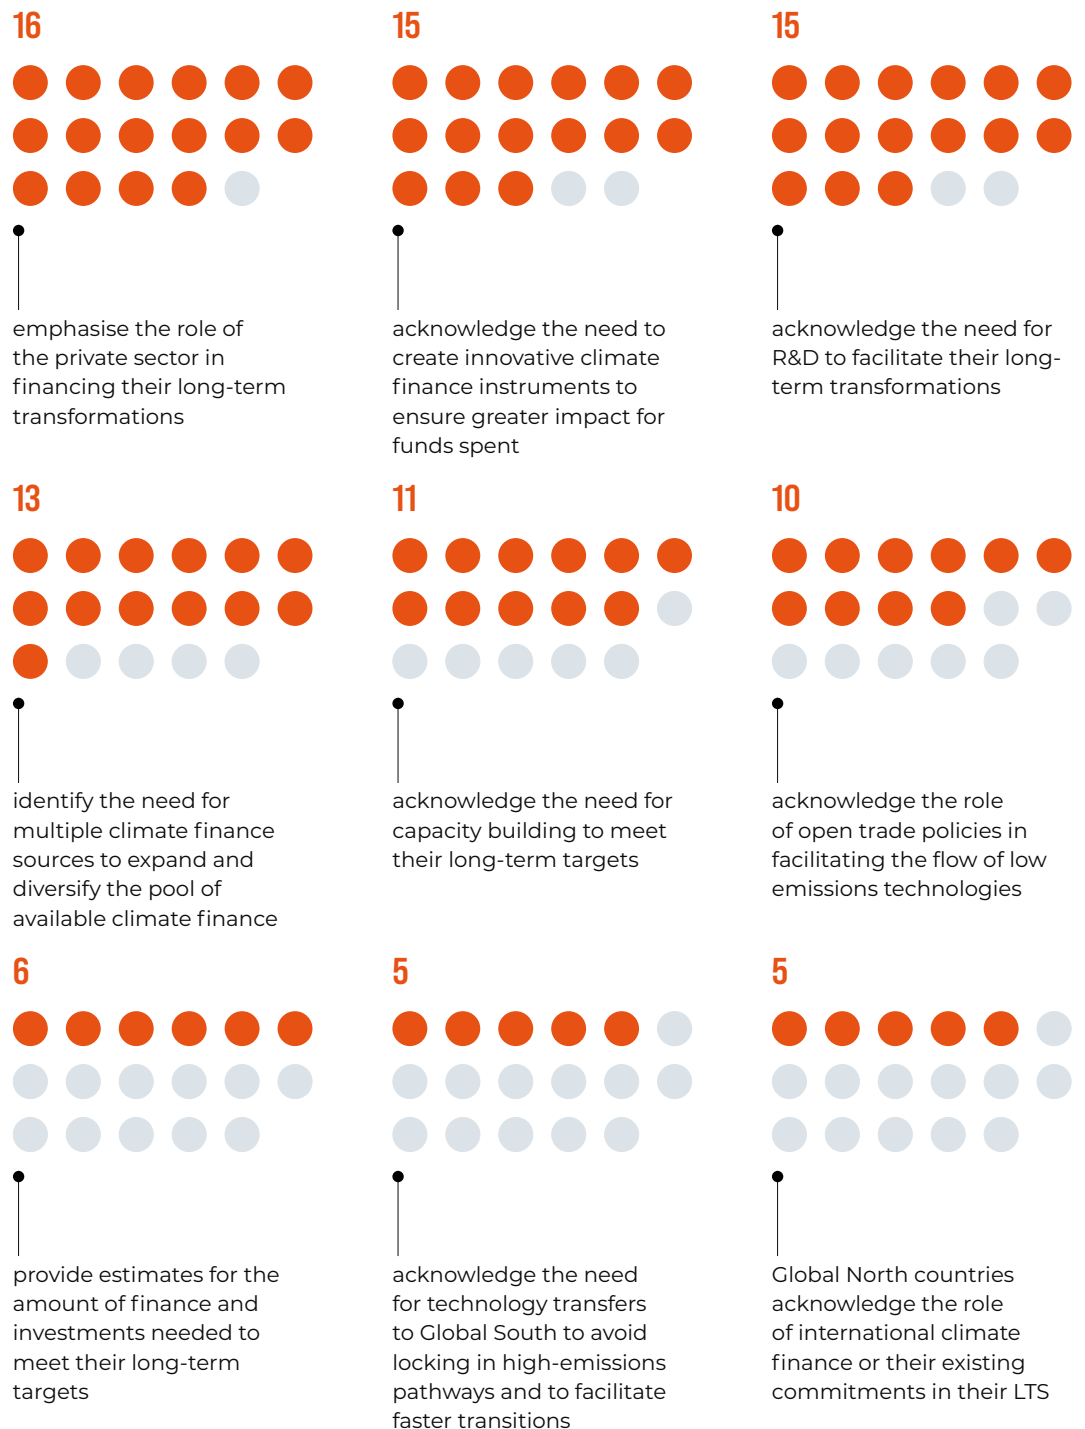 16
emphasise the role of
the private sector in
financing their long-term
transformations
15
acknowledge the need to
create innovative climate
finance instruments to
ensure greater impact for
funds spent
15
acknowledge the need for
R&D to facilitate their long-
term transformations
13
identify the need for
multiple climate finance
sources to expand and
diversify the pool of
available climate finance
11
acknowledge the need for
capacity building to meet
their long-term targets
10
acknowledge the role
of open trade policies in
facilitating the flow of low
emissions technologies
6
provide estimates for the
amount of finance and
investments needed to
meet their long-term
targets
5
acknowledge the need
for technology transfers
to Global South to avoid
locking in high-emissions
pathways and to facilitate
faster transitions
5
Global North countries
acknowledge the role
of international climate
finance or their existing
commitments in their LTS